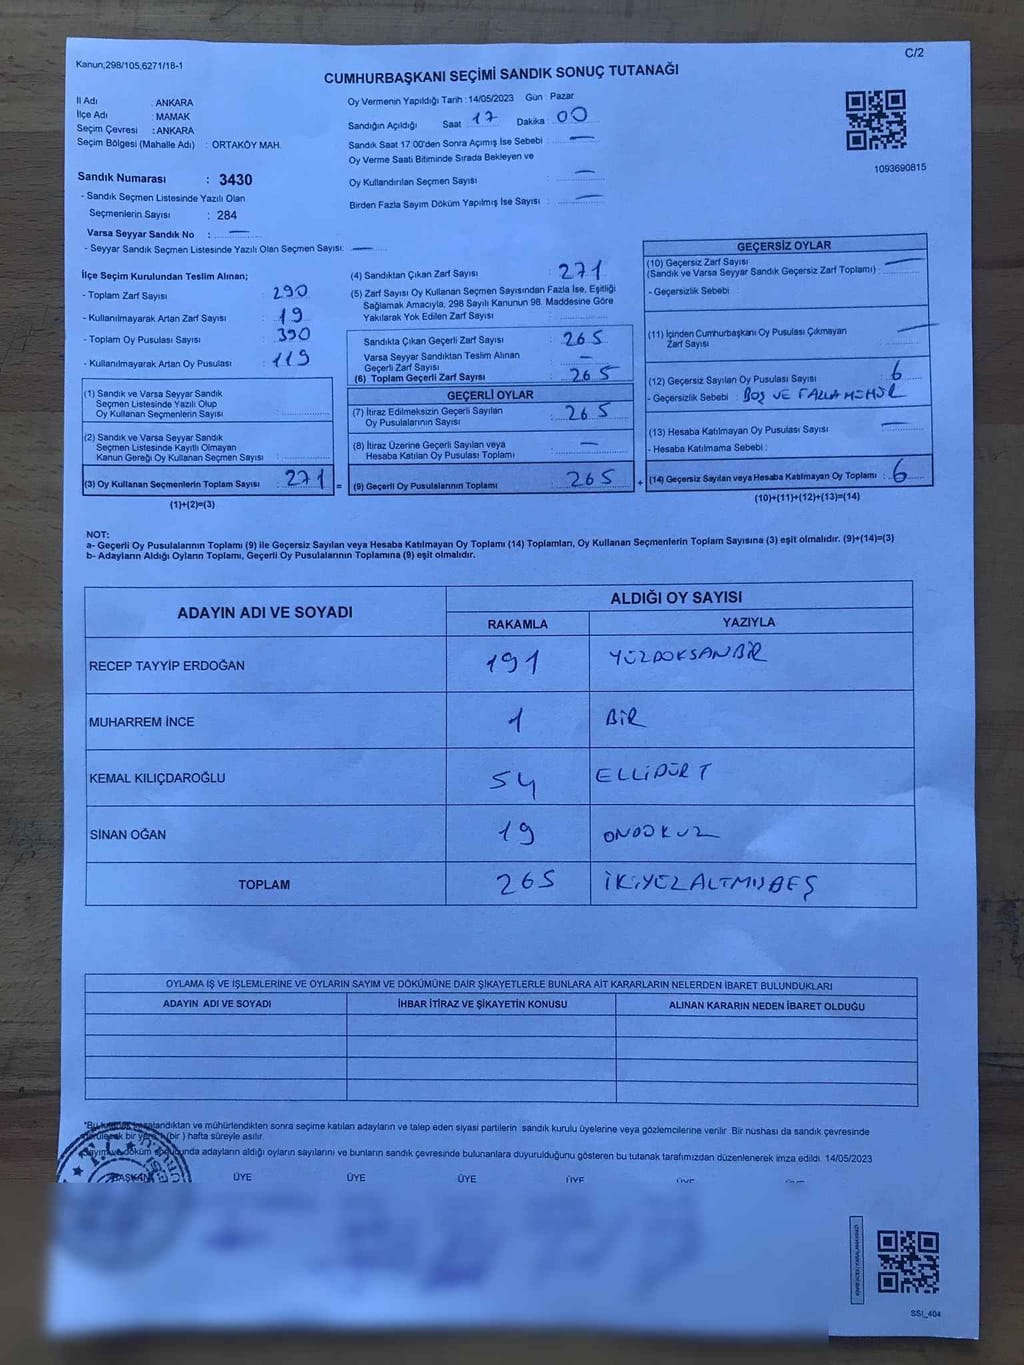 Kanun;298/105,6271/18-1
C/2
CUMHURBAŞKANI SEÇİMİ SANDIK SONUÇ TUTANAĞI
İl Adı : ANKARA
İlçe Adı : MAMAK
Seçim Çevresi : ANKARA
Seçim Bölgesi (Mahalle Adı) : ORTAKÖY MAH.
Sandık Numarası : 3430
- Sandık Seçmen Listesinde Yazılı Olan
Seçmenlerin Sayısı : 284
Varsa Seyyar Sandık No : —
- Seyyar Sandık Seçmen Listesinde Yazılı Olan Seçmen Sayısı: —
Oy Vermenin Yapıldığı Tarih :14/05/2023 Gün : Pazar
Sandığın Açıldığı Saat 17 Dakika 00
Sandık Saat 17 00'den Sonra Açımış İse Sebebi : —
Oy Verme Saati Bitiminde Sırada Bekleyen ve
Oy Kullandırılan Seçmen Sayısı : —
Birden Fazla Sayım Döküm Yapılmış İse Sayısı : —
1093690815
İlçe Seçim Kurulundan Teslim Alınan;
- Toplam Zarf Sayısı : 290
- Kullanılmayarak Artan Zarf Sayısı : 19
- Toplam Oy Pusulası Sayısı : 390
- Kullanılmayarak Artan Oy Pusulası : 119
(1) Sandık ve Varsa Seyyar Sandık
Seçmen Listesinde Yazılı Olup
Oy Kullanan Seçmenlerin Sayısı :
(2) Sandık ve Varsa Seyyar Sandık
Seçmen Listesinde Kayıtlı Olmayan
Kanun Gereği Oy Kullanan Seçmen Sayısı :
(3) Oy Kullanan Seçmenlerin Toplam Sayısı : 271 =
(1)+(2)=(3)
(4) Sandıktan Çıkan Zarf Sayısı : 271
(5) Zarf Sayısı Oy Kullanan Seçmen Sayısından Fazla İse, Eşitliği
Sağlamak Amacıyla; 298 Sayılı Kanunun 98. Maddesine Göre
Yakılarak Yok Edilen Zarf Sayısı :
Sandıkta Çıkan Geçerli Zarf Sayısı : 265
Varsa Seyyar Sandıktan Teslim Alınan
Geçerli Zarf Sayısı : —
(6) Toplam Geçerli Zarf Sayısı : 265
GEÇERLİ OYLAR
(7) İtiraz Edilmeksizin Geçerli Sayılan
Oy Pusulalarının Sayısı : 265
(8) İtiraz Üzerine Geçerli Sayılan veya
Hesaba Katılan Oy Pusulası Toplamı : —
(9) Geçerli Oy Pusulalarının Toplamı : 265 +
GEÇERSİZ OYLAR
(10) Geçersiz Zarf Sayısı
(Sandık ve Varsa Seyyar Sandık Geçersiz Zarf Toplamı) : —
- Geçersizlik Sebebi :
(11) İçinden Cumhurbaşkanı Oy Pusulası Çıkmayan
Zarf Sayısı : —
(12) Geçersiz Sayılan Oy Pusulası Sayısı : 6
- Geçersizlik Sebebi : BOŞ VE FAZLA MÜHÜR
(13) Hesaba Katılmayan Oy Pusulası Sayısı : —
- Hesaba Katılmama Sebebi :
(14) Geçersiz Sayılan veya Hesaba Katılmayan Oy Toplamı : 6
(10)+(11)+(12)+(13)=(14)
NOT:
a- Geçerli Oy Pusulalarının Toplamı (9) ile Geçersiz Sayılan veya Hesaba Katılmayan Oy Toplamı (14) Toplamları, Oy Kullanan Seçmenlerin Toplam Sayısına (3) eşit olmalıdır. (9)+(14)=(3)
b- Adayların Aldığı Oyların Toplamı, Geçerli Oy Pusulalarının Toplamına (9) eşit olmalıdır.
ADAYIN ADI VE SOYADI
ALDIĞI OY SAYISI
RAKAMLA YAZIYLA
RECEP TAYYİP ERDOĞAN 191 YÜZDOKSANBİR
MUHARREM İNCE 1 BİR
KEMAL KILIÇDAROĞLU 54 ELLİDÖRT
SİNAN OĞAN 19 ONDOKUZ
TOPLAM 265 İKİYÜZALTMIŞBEŞ
OYLAMA İŞ VE İŞLEMLERİNE VE OYLARIN SAYIM VE DÖKÜMÜNE DAİR ŞİKAYETLERLE BUNLARA AİT KARARLARIN NELERDEN İBARET BULUNDUKLARI
ADAYIN ADI VE SOYADI İHBAR İTİRAZ VE ŞİKAYETİN KONUSU ALINAN KARARIN NEDEN İBARET OLDUĞU
ve mühürlendikten sonra seçime katılan adayların ve talep eden siyasi partilerin sandık kurulu üyelerine veya gözlemcilerine verilir Bir nüshası da sandık çevresinde
bir (bir ) hafta süreyle asılır.
adayların aldığı oyların sayılarını ve bunların sandık çevresinde bulunanlara duyurulduğunu gösteren bu tutanak tarafımızdan düzenlenerek imza edildi. 14/05/2023
BAŞKAN ÜYE ÜYE ÜYE ÜYE
T.C.
SSI_404